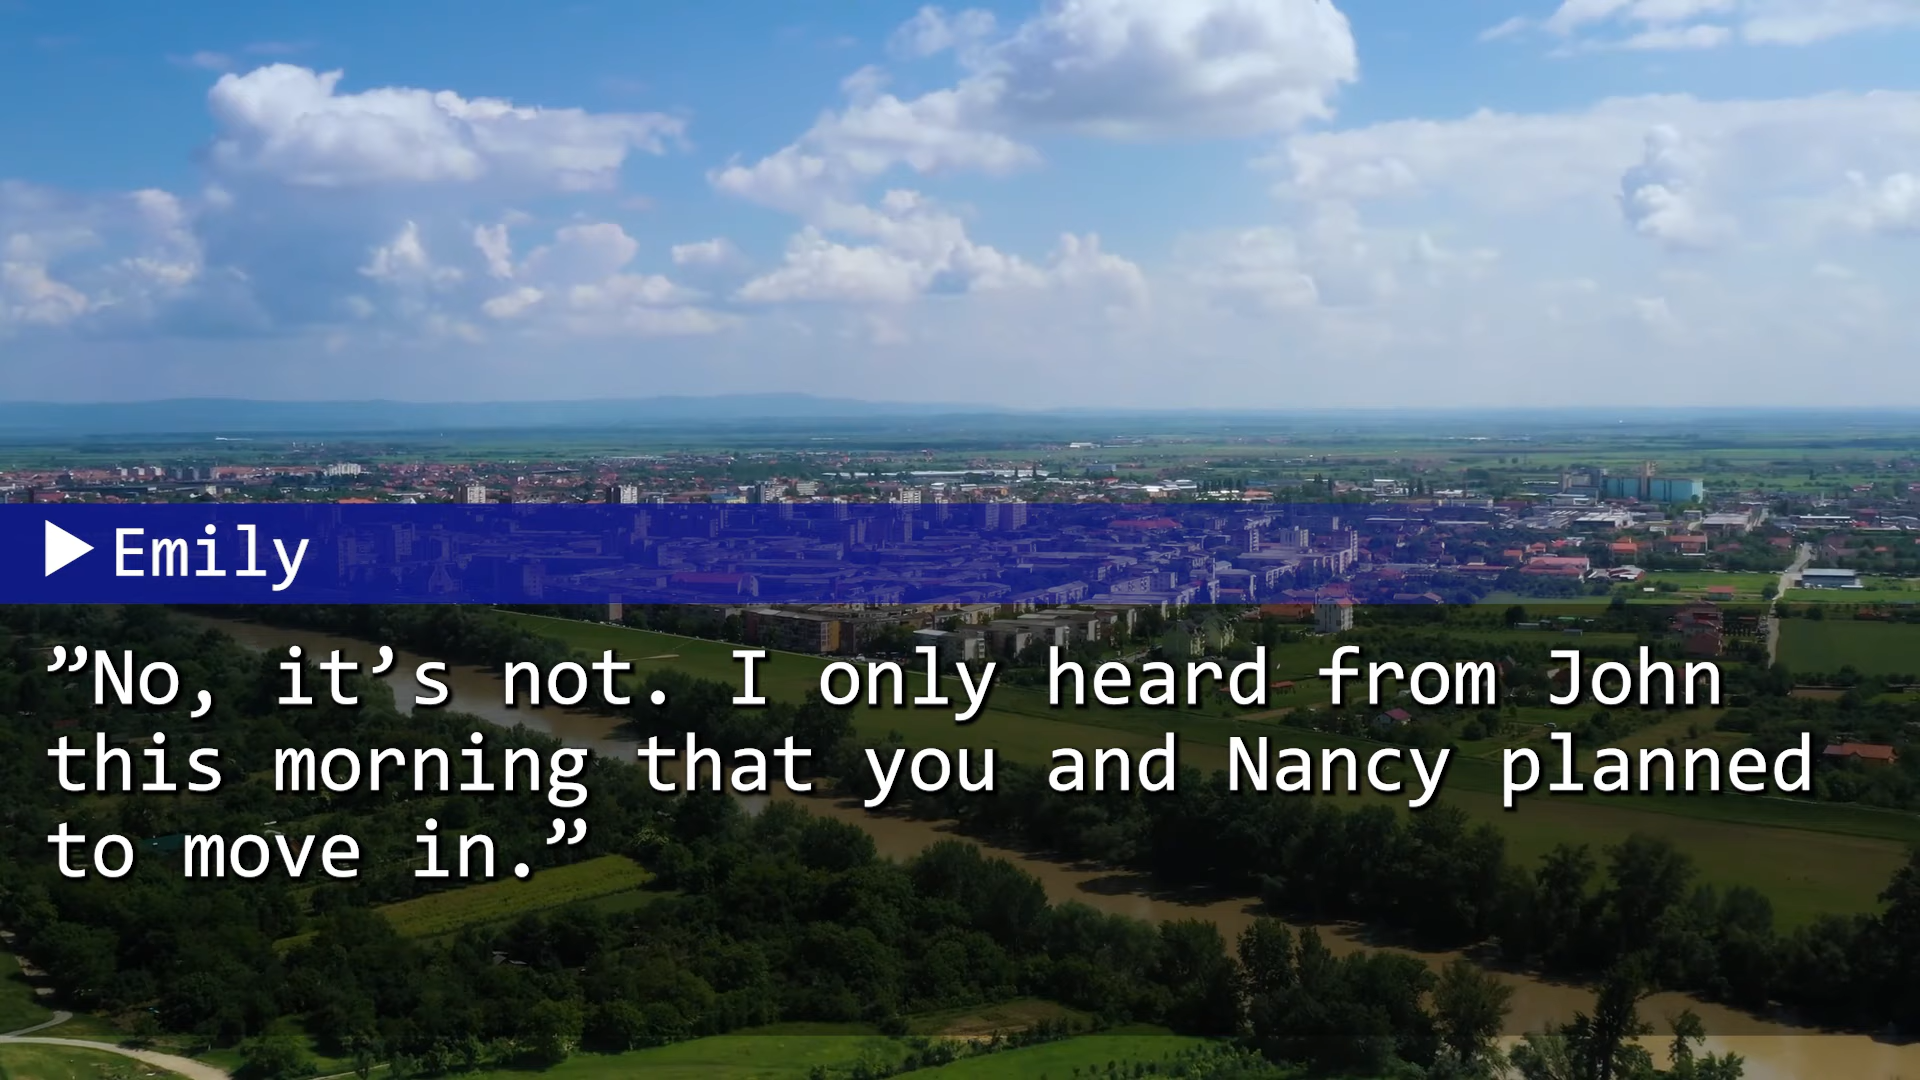 Emily
”No, it’s not. I only heard from John
this morning that you and Nancy planned
to move in.”